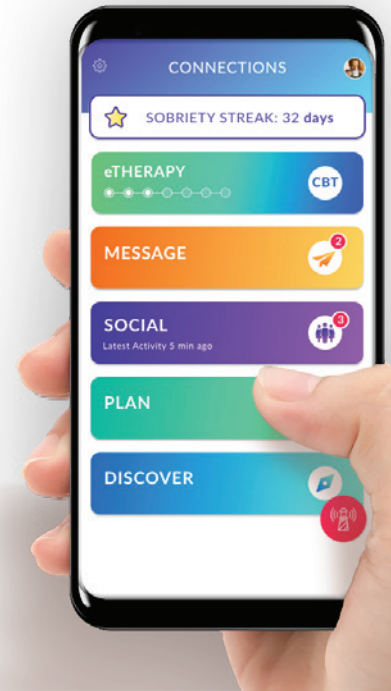 CONNECTIONS
SOBRIETY STREAK: 32 days
eTHERAPY
CBT
MESSAGE
2
SOCIAL
3
Latest Activity 5 min ago
PLAN
DISCOVER